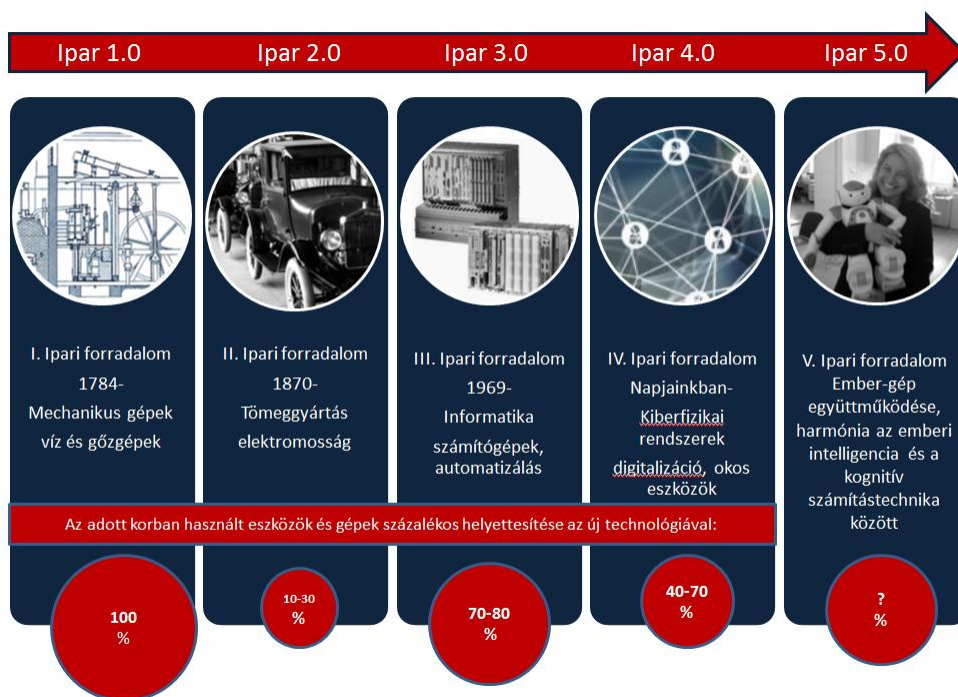 Ipar 1.0
Ipar 2.0
Ipar 3.0
Ipar 4.0
Ipar 5.0
I. Ipari forradalom
1784-
Mechanikus gépek
víz és gőzgépek
II. Ipari forradalom
1870-
Tömeggyártás
elektromosság
III. Ipari forradalom
1969-
Informatika
számítógépek,
automatizálás
IV. Ipari forradalom
Napjainkban-
Kiberfizikai
rendszerek
digitalizáció, okos
eszközök
V. Ipari forradalom
Ember-gép
együttműködése,
harmónia az emberi
intelligencia és a
kognitív
számítástechnika
között
Az adott korban használt eszközök és gépek százalékos helyettesítése az új technológiával:
100
%
10-30
%
70-80
%
40-70
%
?
%